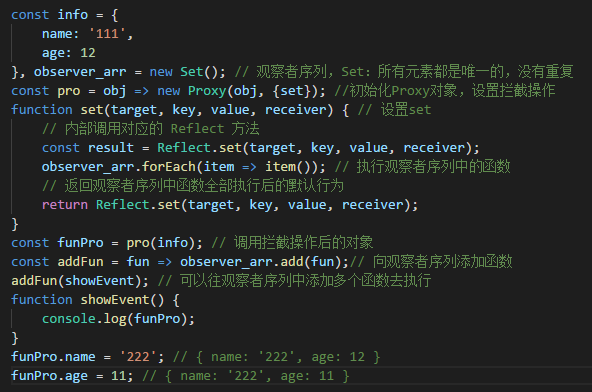 const info = {
    name: '111',
    age: 12
}, observer_arr = new Set(); // 观察者序列, Set: 所有元素都是唯一的, 没有重复
const pro = obj => new Proxy(obj, {set}); //初始化Proxy对象, 设置拦截操作
function set(target, key, value, receiver) { // 设置set
    // 内部调用对应的 Reflect 方法
    const result = Reflect.set(target, key, value, receiver);
    observer_arr.forEach(item => item()); // 执行观察者序列中的函数
    // 返回观察者序列中函数全部执行后的默认行为
    return Reflect.set(target, key, value, receiver);
}
const funPro = pro(info); // 调用拦截操作后的对象
const addFun = fun => observer_arr.add(fun);// 向观察者序列添加函数
addFun(showEvent); // 可以往观察者序列中添加多个函数去执行
function showEvent() {
    console.log(funPro);
}
funPro.name = '222'; // { name: '222', age: 12 }
funPro.age = 11; // { name: '222', age: 11 }